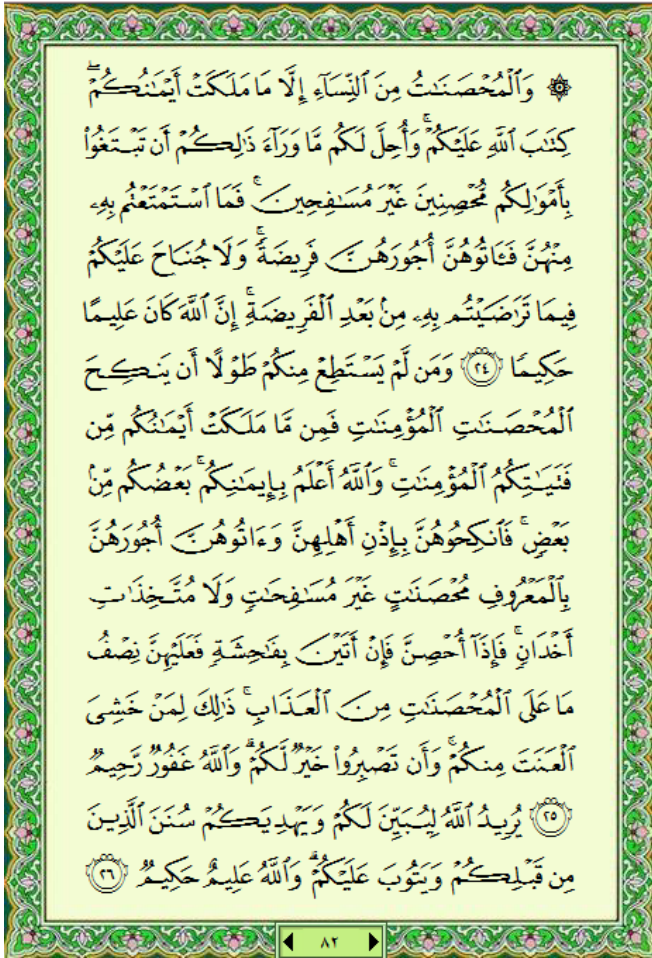 ۞ وَٱلْمُحْصَنَٰتُ مِنَ ٱلنِّسَآءِ إِلَّا مَا مَلَكَتْ أَيْمَٰنُكُمْ ۖ
كِتَٰبَ ٱللَّهِ عَلَيْكُمْ ۚ وَأُحِلَّ لَكُم مَّا وَرَآءَ ذَٰلِكُمْ أَن تَبْتَغُوا۟
بِأَمْوَٰلِكُم مُّحْصِنِينَ غَيْرَ مُسَٰفِحِينَ ۚ فَمَا ٱسْتَمْتَعْتُم بِهِۦ
مِنْهُنَّ فَـَٔاتُوهُنَّ أُجُورَهُنَّ فَرِيضَةً ۚ وَلَا جُنَاحَ عَلَيْكُمْ
فِيمَا تَرَٰضَيْتُم بِهِۦ مِنۢ بَعْدِ ٱلْفَرِيضَةِ ۚ إِنَّ ٱللَّهَ كَانَ عَلِيمًا
حَكِيمًا ﴿٢٤﴾ وَمَن لَّمْ يَسْتَطِعْ مِنكُمْ طَوْلًا أَن يَنكِحَ
ٱلْمُحْصَنَٰتِ ٱلْمُؤْمِنَٰتِ فَمِن مَّا مَلَكَتْ أَيْمَٰنُكُم مِّن
فَتَيَٰتِكُمُ ٱلْمُؤْمِنَٰتِ ۚ وَٱللَّهُ أَعْلَمُ بِإِيمَٰنِكُم ۚ بَعْضُكُم مِّنۢ
بَعْضٍ ۚ فَٱنكِحُوهُنَّ بِإِذْنِ أَهْلِهِنَّ وَءَاتُوهُنَّ أُجُورَهُنَّ
بِٱلْمَعْرُوفِ مُحْصَنَٰتٍ غَيْرَ مُسَٰفِحَٰتٍ وَلَا مُتَّخِذَٰتِ
أَخْدَانٍ ۚ فَإِذَآ أُحْصِنَّ فَإِنْ أَتَيْنَ بِفَٰحِشَةٍ فَعَلَيْهِنَّ نِصْفُ
مَا عَلَى ٱلْمُحْصَنَٰتِ مِنَ ٱلْعَذَابِ ۚ ذَٰلِكَ لِمَنْ خَشِىَ
ٱلْعَنَتَ مِنكُمْ ۚ وَأَن تَصْبِرُوا۟ خَيْرٌ لَّكُمْ ۗ وَٱللَّهُ غَفُورٌ رَّحِيمٌ
﴿٢٥﴾ يُرِيدُ ٱللَّهُ لِيُبَيِّنَ لَكُمْ وَيَهْدِيَكُمْ سُنَنَ ٱلَّذِينَ
مِن قَبْلِكُمْ وَيَتُوبَ عَلَيْكُمْ ۗ وَٱللَّهُ عَلِيمٌ حَكِيمٌ ﴿٢٦﴾
٨٢